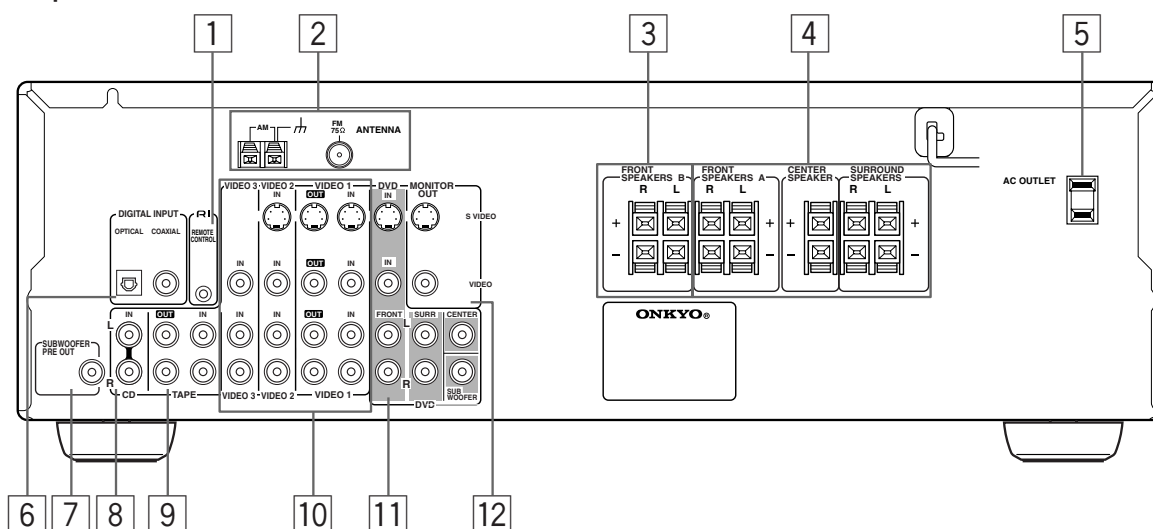 1 2 3 4 5
AM
FM
75Ω
ANTENNA
FRONT
SPEAKERS B
R L
FRONT
SPEAKERS A
R L
CENTER
SPEAKER
SURROUND
SPEAKERS
R L
+ + + +
− − − −
AC OUTLET
VIDEO 3 VIDEO 2 VIDEO 1 DVD MONITOR
OUT
IN OUT IN IN
S VIDEO
DIGITAL INPUT
OPTICAL COAXIAL
RI
REMOTE
CONTROL
IN IN OUT IN IN
VIDEO
ONKYO®
IN OUT IN IN IN OUT IN FRONT SURR CENTER
L L
SUBWOOFER
PRE OUT
R R
SUB
WOOFER
CD TAPE VIDEO 3 VIDEO 2 VIDEO 1 DVD
6 7 8 9 10 11 12